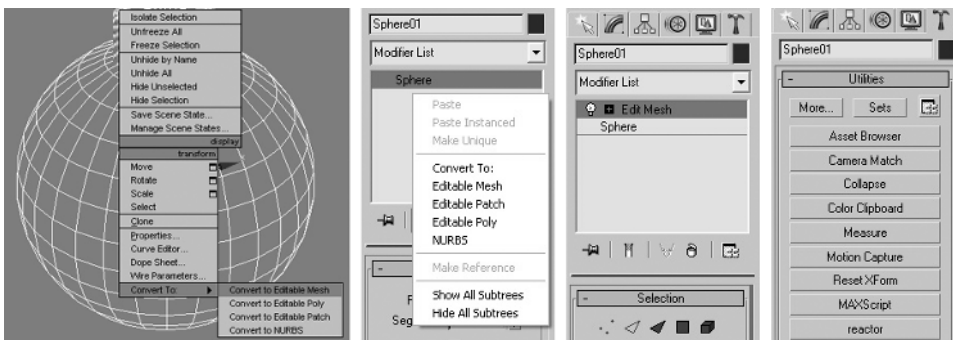 Isolate Selection
Unfreeze All
Freeze Selection
Unhide by Name
Unhide All
Hide Unselected
Hide Selection
Save Scene State...
Manage Scene States...
display
transform
Move
Rotate
Scale
Select
Clone
Properties...
Curve Editor...
Dope Sheet...
Wire Parameters...
Convert To:
Convert to Editable Mesh
Convert to Editable Poly
Convert to Editable Patch
Convert to NURBS
Sphere01
Modifier List
Sphere
Paste
Paste Instanced
Make Unique
Convert To:
Editable Mesh
Editable Patch
Editable Poly
NURBS
Make Reference
Show All Subtrees
Hide All Subtrees
Seg
Sphere01
Modifier List
Edit Mesh
Sphere
- Selection
Sphere01
- Utilities
More... Sets
Asset Browser
Camera Match
Collapse
Color Clipboard
Measure
Motion Capture
Reset XForm
MAXScript
reactor